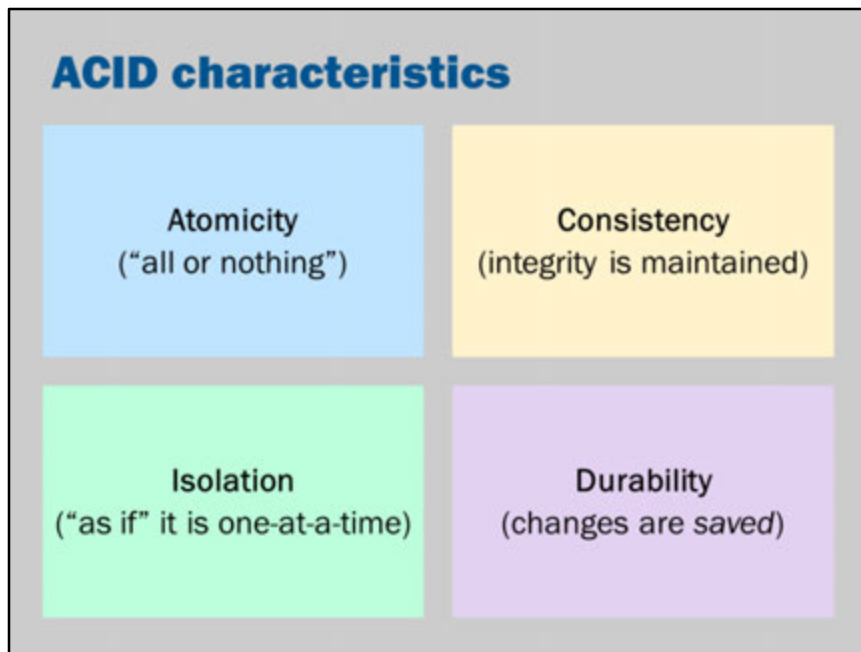 ACID characteristics
Atomicity
(“all or nothing”)
Consistency
(integrity is maintained)
Isolation
(“as if” it is one-at-a-time)
Durability
(changes are saved)